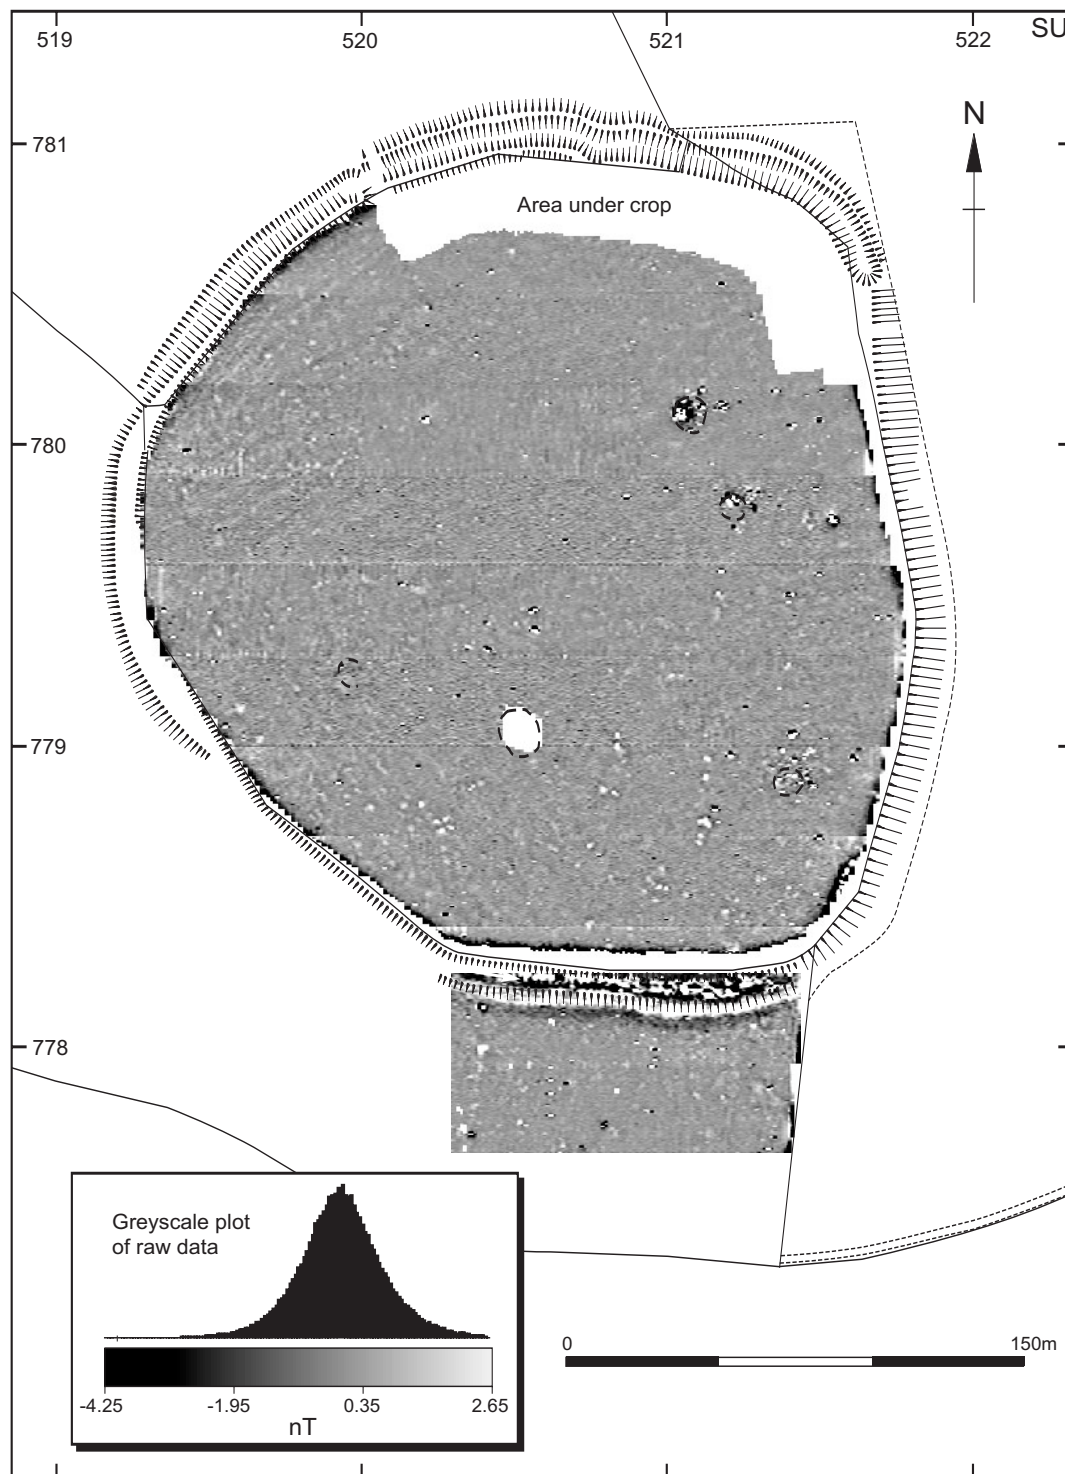 519 520 521 522 SU
781
N
Area under crop
780
779
778
Greyscale plot
of raw data
0 150m
-4.25 -1.95 0.35 2.65
nT